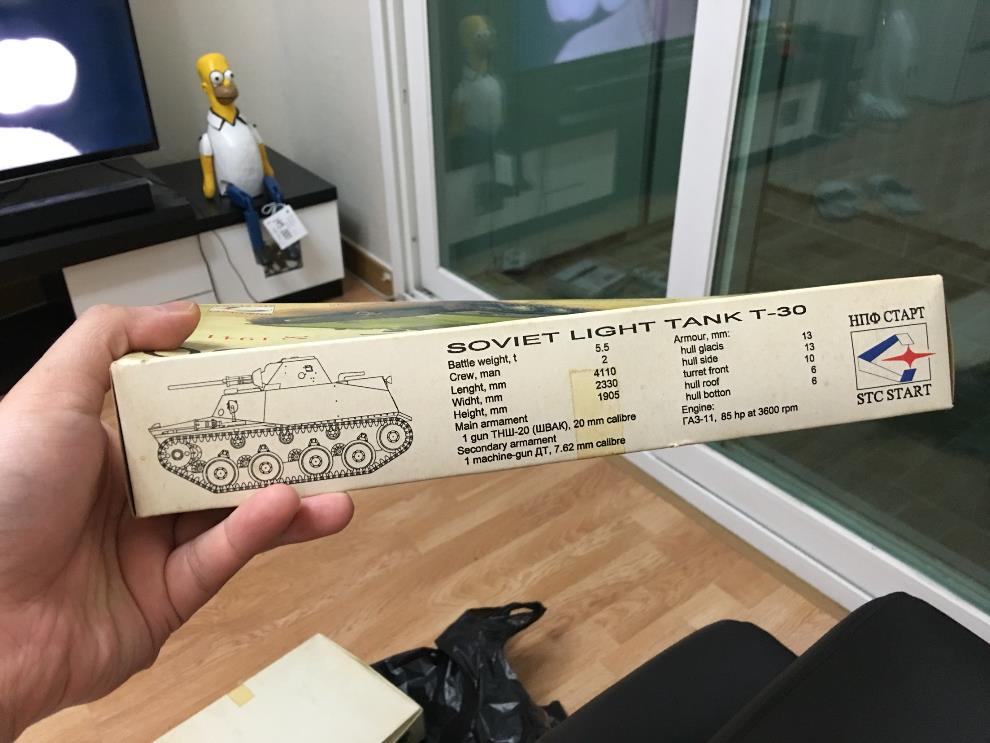 SOVIET LIGHT TANK T-30
Battle weight, t 5.5
Crew, man 2
Lenght, mm 4110
Widht, mm 2330
Height, mm 1905
Main armament
1 gun ТНШ-20 (ШВАК), 20 mm calibre
Secondary armament
1 machine-gun ДТ, 7.62 mm calibre
Armour, mm:
hull glacis 13
hull side 13
turret front 10
hull roof 6
hull botton 6
Engine:
ГАЗ-11, 85 hp at 3600 rpm
НПФ СТАРТ
STC START